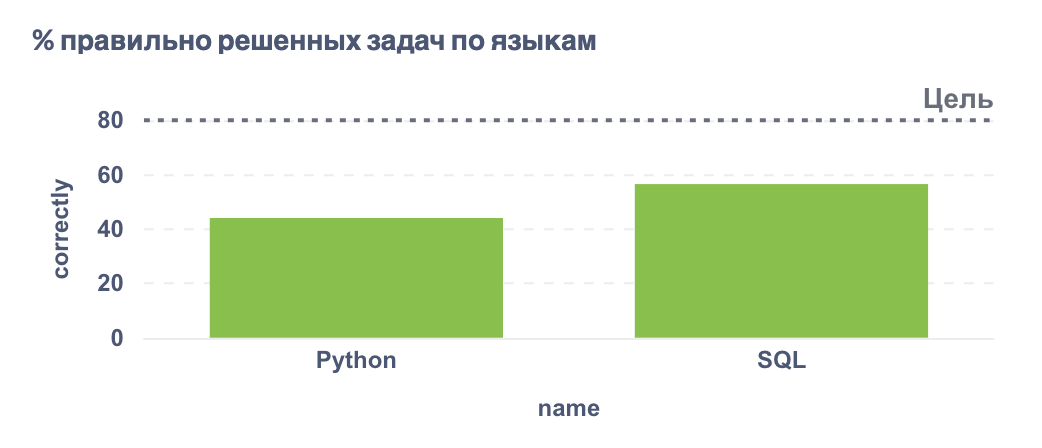 % правильно решенных задач по языкам
Цель
80
60
40
20
0
correctly
Python
SQL
name